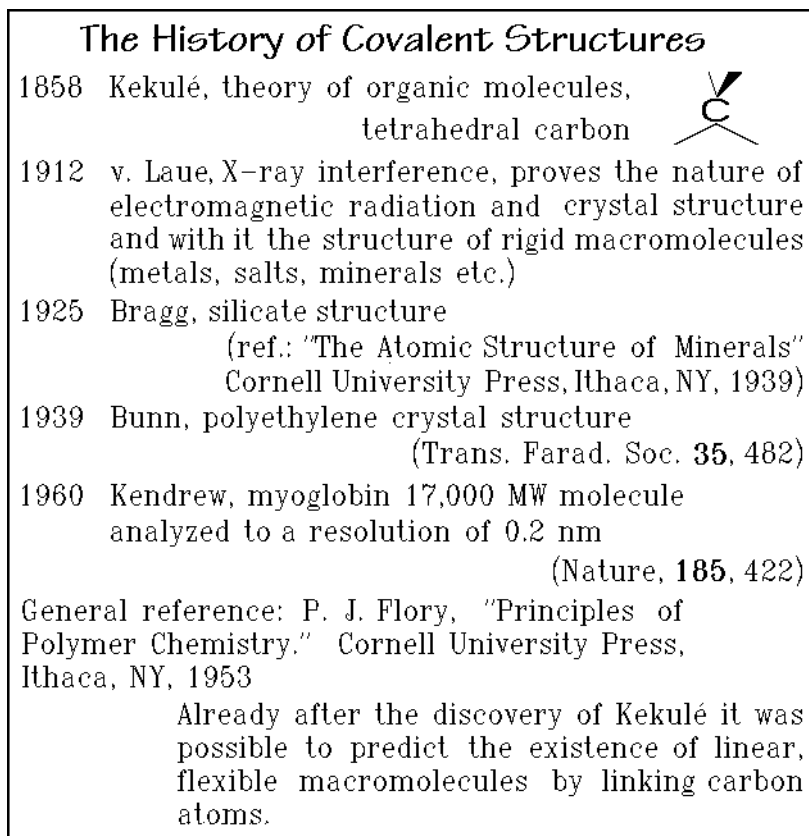 The History of Covalent Structures
1858 Kekulé, theory of organic molecules,
tetrahedral carbon
C
1912 v. Laue, X-ray interference, proves the nature of
electromagnetic radiation and crystal structure
and with it the structure of rigid macromolecules
(metals, salts, minerals etc.)
1925 Bragg, silicate structure
(ref.: "The Atomic Structure of Minerals"
Cornell University Press, Ithaca, NY, 1939)
1939 Bunn, polyethylene crystal structure
(Trans. Farad. Soc. 35, 482)
1960 Kendrew, myoglobin 17,000 MW molecule
analyzed to a resolution of 0.2 nm
(Nature, 185, 422)
General reference: P. J. Flory, "Principles of
Polymer Chemistry." Cornell University Press,
Ithaca, NY, 1953
Already after the discovery of Kekulé it was
possible to predict the existence of linear,
flexible macromolecules by linking carbon
atoms.